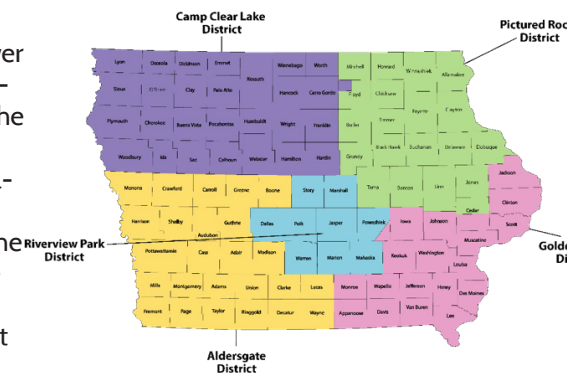 Camp Clear Lake
District
Pictured Roc
District
ver
-
he
-
ne
t
Lyon Osceola Dickinson Emmet Winnebago Worth Mitchell Howard Winneshiek Allamakee
Kossuth
Sioux Clay Palo Alto Hancock Cerro Gordo Floyd Chickasaw
Fayette Clayton
Plymouth Cherokee Buena Vista Pocahontas Humboldt Wright Franklin Butler Bremer
Woodbury Ida Sac Calhoun Webster Hamilton Hardin Grundy Black Hawk Buchanan Delaware Dubuque
Jackson
Monona Crawford Carroll Greene Boone Story Marshall Tama Benton Linn Jones
Clinton
Cedar
Harrison Shelby Guthrie Dallas Polk Jasper Poweshiek Iowa Johnson Scott
Audubon
Muscatine
Riverview Park
District
Golde
Di
Pottawattamie Cass Adair Madison Warren Marion Mahaska Keokuk Washington
Louisa
Mills Montgomery Adams Union Clarke Lucas Monroe Wapello Jefferson Henry
Des Moines
Fremont Page Taylor Ringgold Decatur Wayne Appanoose Davis Van Buren
Lee
Aldersgate
District